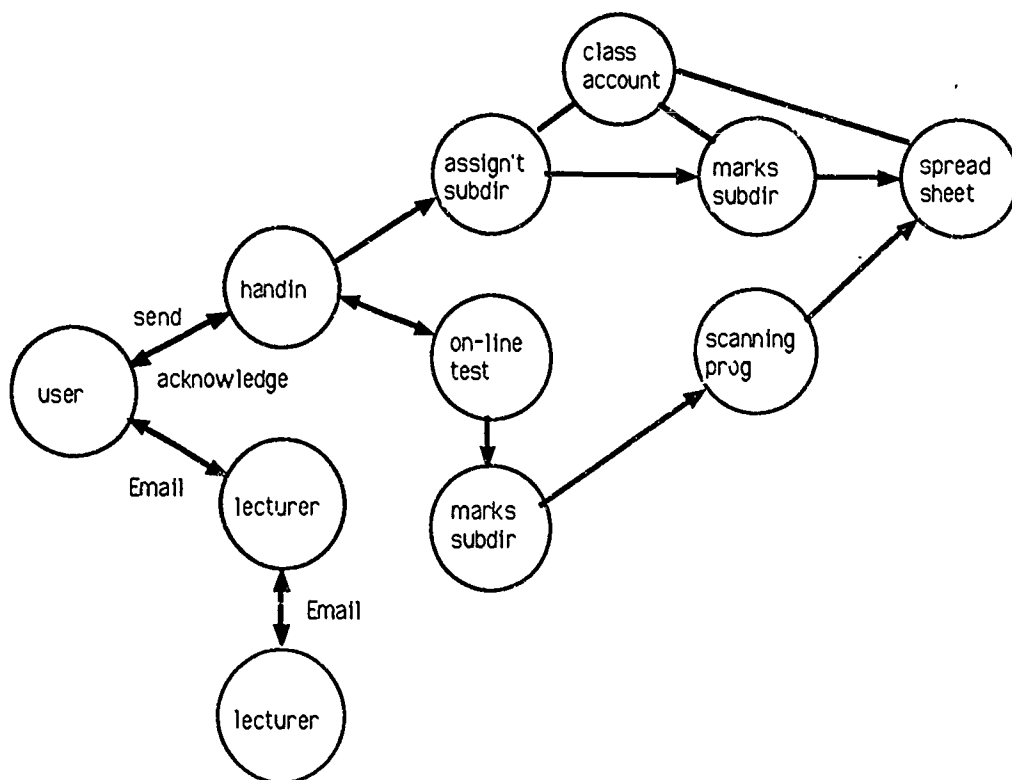 class
account
assign't
subdir
marks
subdir
spread
sheet
handin
send
on-line
test
scanning
prog
user
acknowledge
Email
lecturer
marks
subdir
Email
lecturer